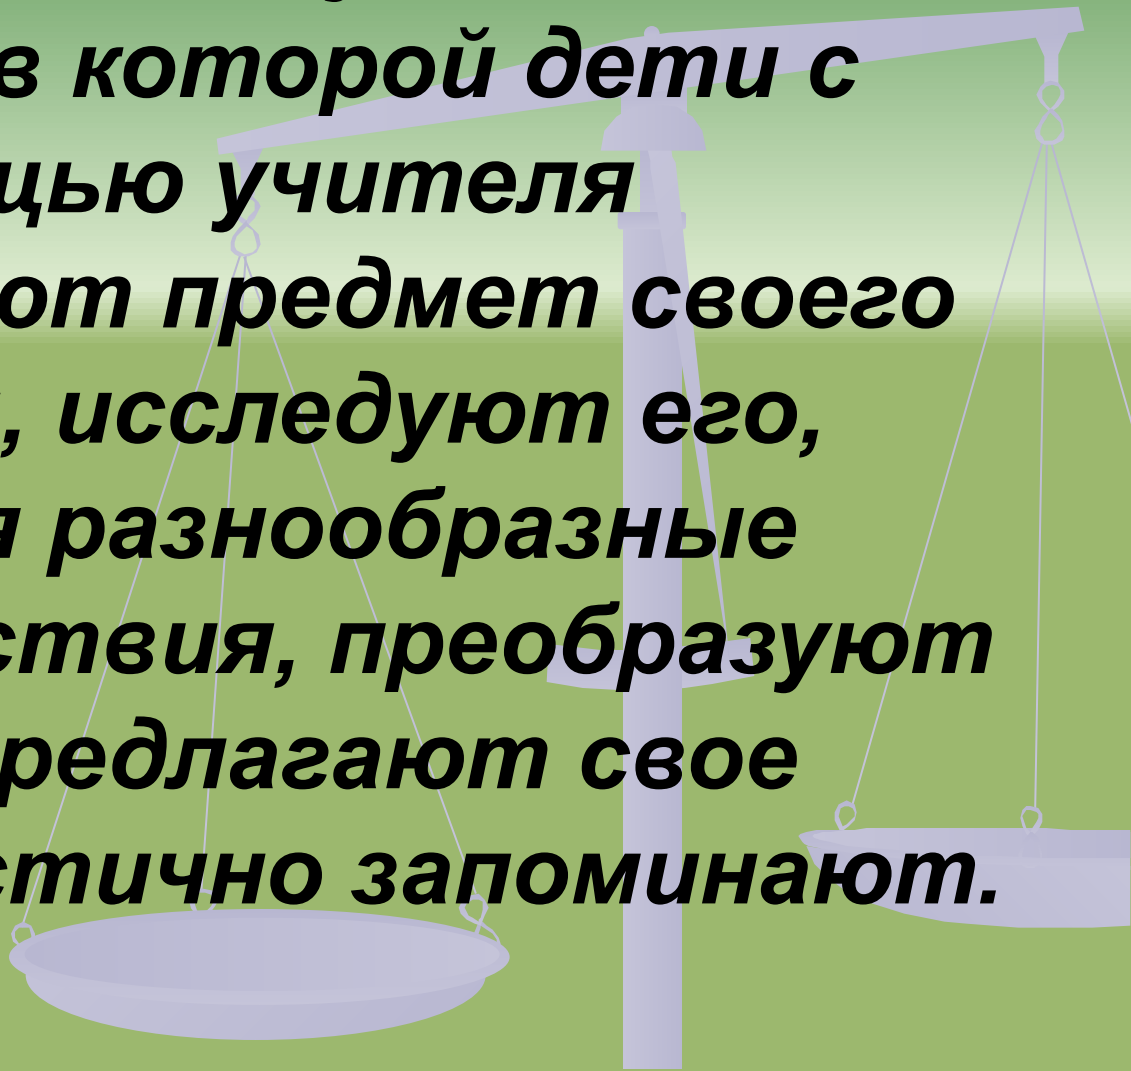 в которой дети с
щью учителя
от предмет своего
, исследуют его,
я разнообразные
ствия, преобразуют
редлагают свое
стично запоминают.